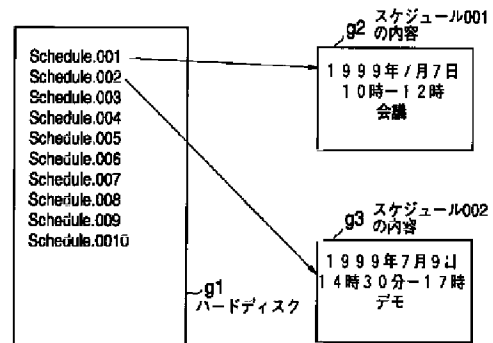 Schedule.001
Schedule.002
Schedule.003
Schedule.004
Schedule.005
Schedule.006
Schedule.007
Schedule.008
Schedule.009
Schedule.0010
g1
ハードディスク
g2 スケジュール001
の内容
1999年7月7日
10時−12時
会議
g3 スケジュール002
の内容
1999年7月9日
14時30分−17時
デモ